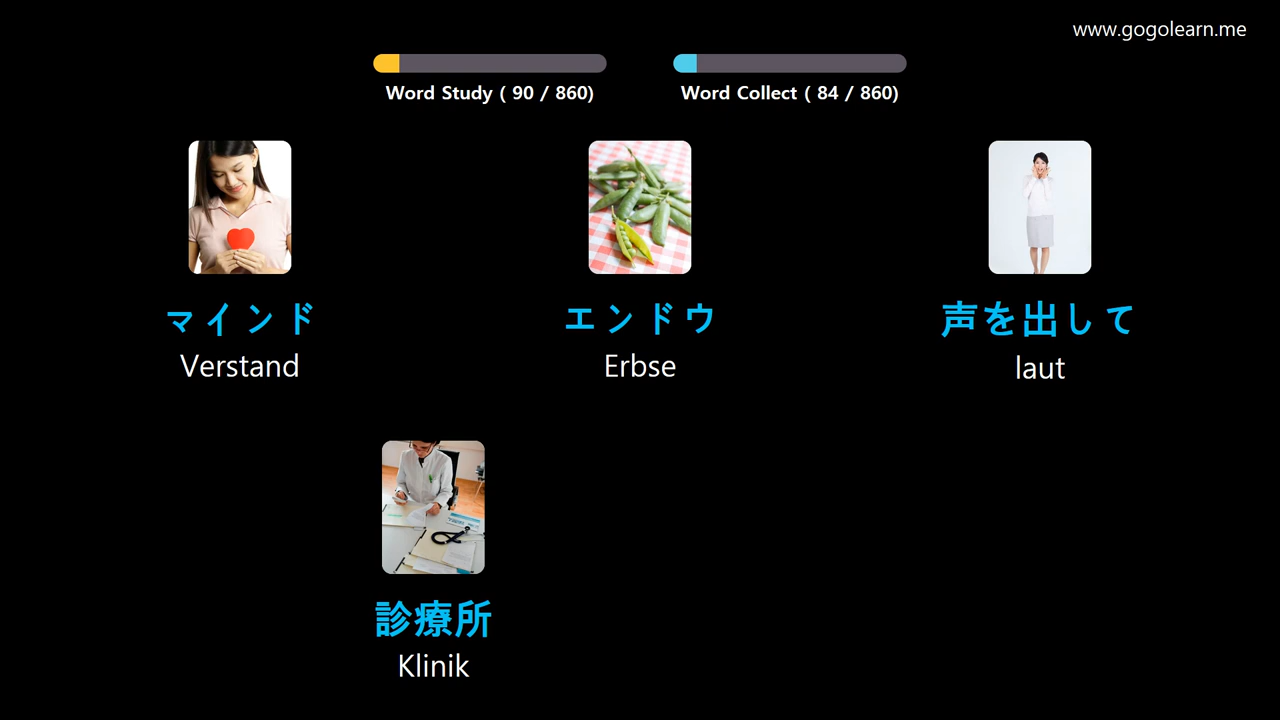 www.gogolearn.me
Word Study ( 90 / 860)
Word Collect ( 84 / 860)
マインド
Verstand
エンドウ
Erbse
声を出して
laut
診療所
Klinik